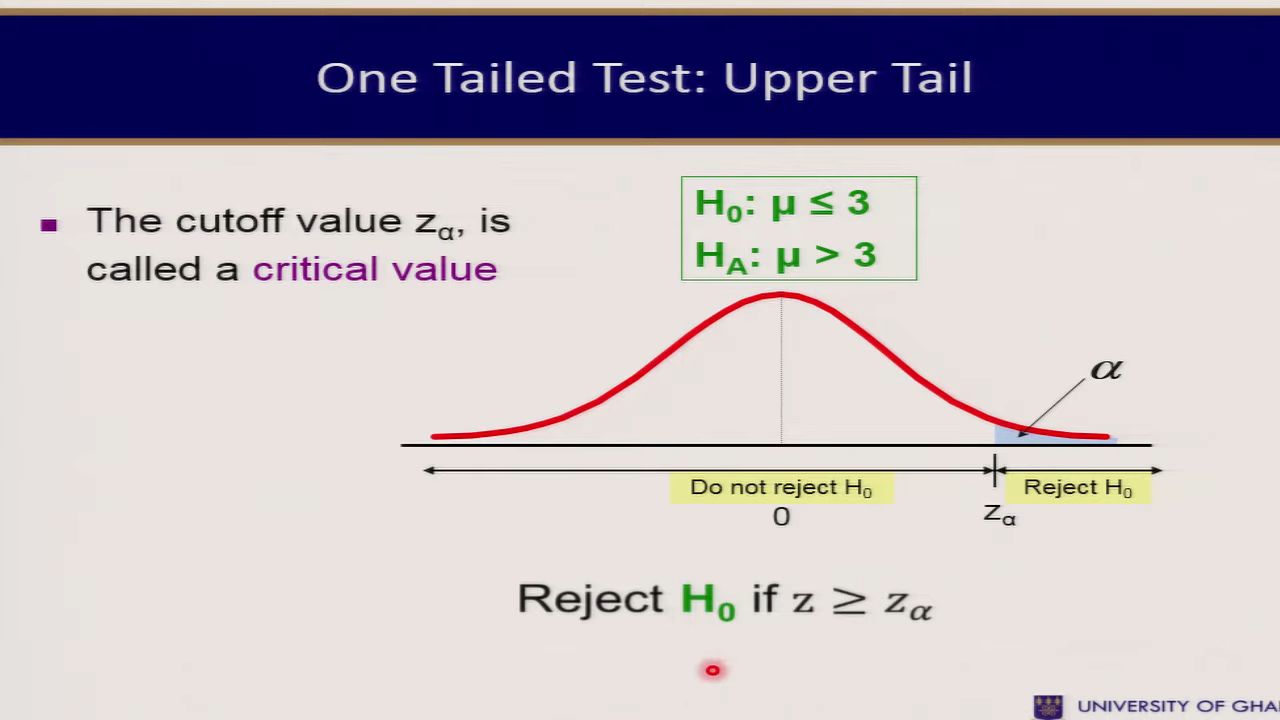 One Tailed Test: Upper Tail
The cutoff value zα, is
called a critical value
H0: μ ≤ 3
HA: μ > 3
α
Do not reject H0
Reject H0
0
zα
Reject H0 if z ≥ zα
UNIVERSITY OF